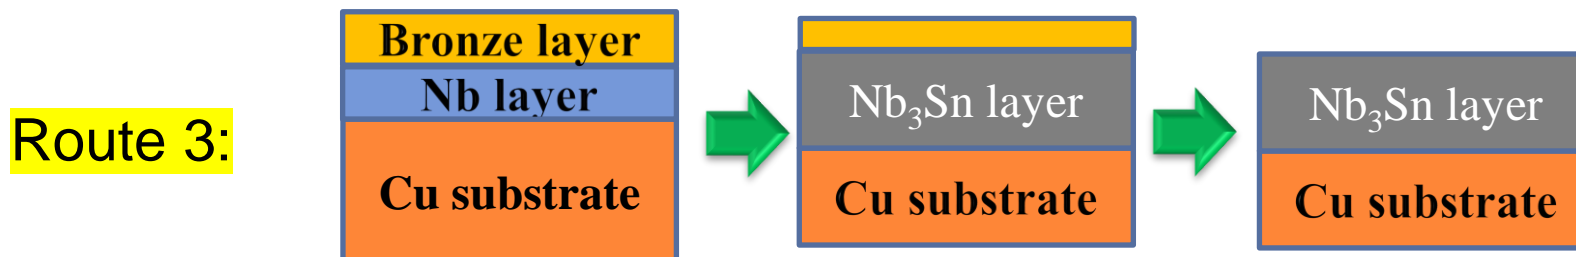 Route 3:
Bronze layer
Nb layer
Cu substrate
Nb₃Sn layer
Cu substrate
Nb₃Sn layer
Cu substrate